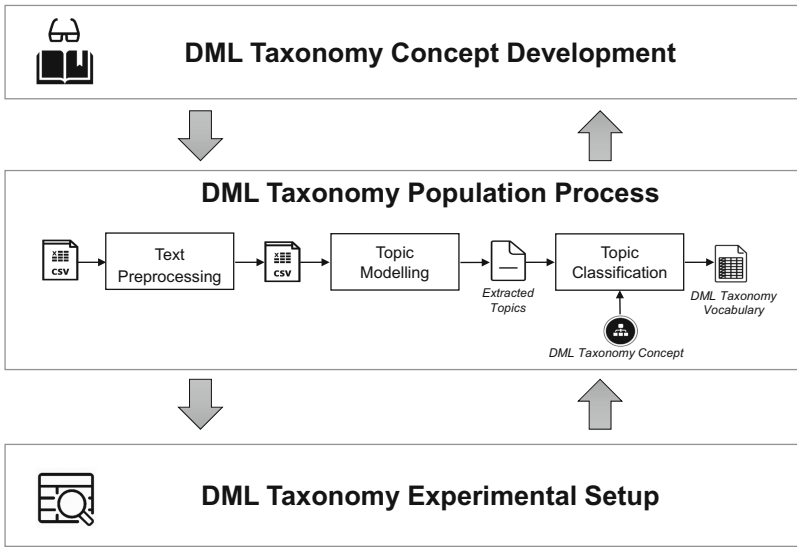 DML Taxonomy Concept Development
DML Taxonomy Population Process
CSV
Text
Preprocessing
CSV
Topic
Modelling
Extracted
Topics
Topic
Classification
DML Taxonomy
Vocabulary
DML Taxonomy Concept
DML Taxonomy Experimental Setup